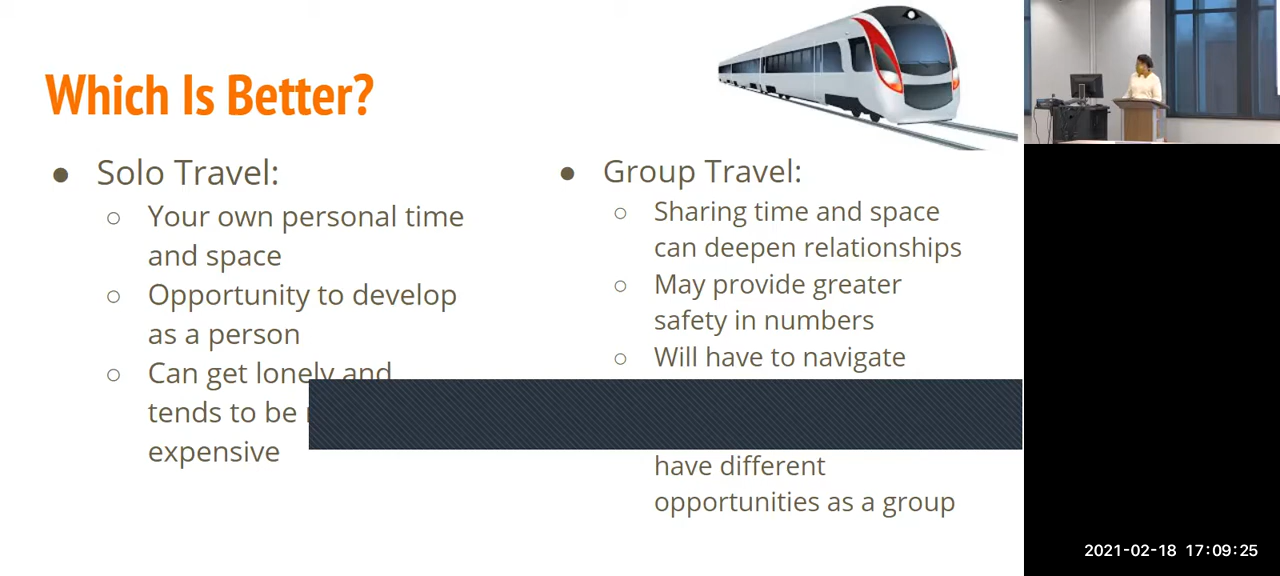 Which Is Better?
● Solo Travel:
○ Your own personal time
and space
○ Opportunity to develop
as a person
○ Can get lonely and
tends to be
expensive
● Group Travel:
○ Sharing time and space
can deepen relationships
○ May provide greater
safety in numbers
○ Will have to navigate
have different
opportunities as a group
2021-02-18 17:09:25